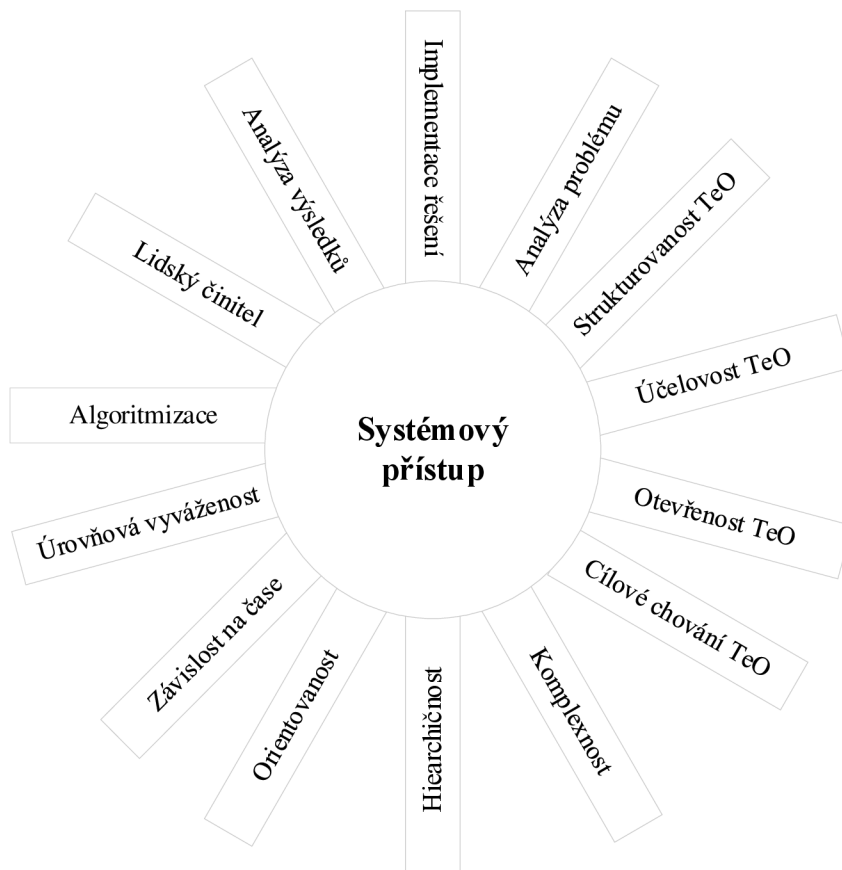 Systémový
přístup
Implementace řešení
Analýza problému
Strukturovanost TeO
Účelovost TeO
Otevřenost TeO
Cílové chování TeO
Komplexnost
Hiearchičnost
Orientovanost
Závislost na čase
Úrovňová vyváženost
Algoritmizace
Lidský činitel
Analýza výsledků